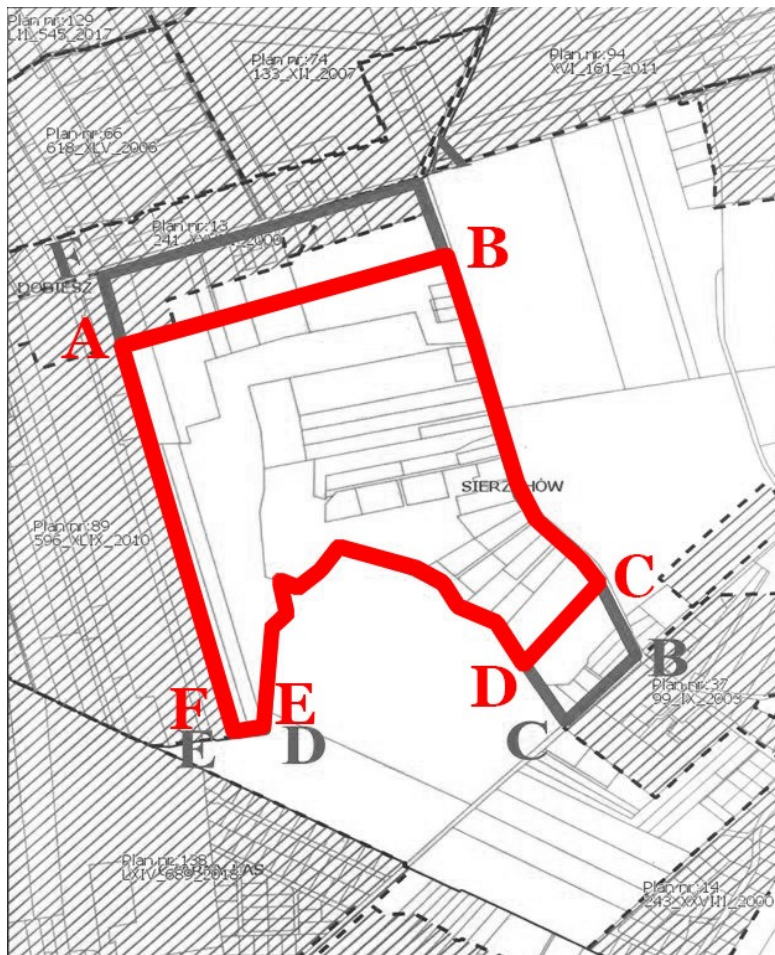 Plan nr:129
LII_545_2017
Plan nr:74
133_XII_2007
Plan nr:94
XVI_161_2011
Plan nr:66
618_XLV_2006
Plan nr:13
F
B
A
SIERZCHÓW
Plan nr:89
596_XLIX_2010
C
B
D
Plan nr:37
99_IX_2003
F
E
E
D
C
Plan nr:138
LXIV_689_2018
Plan nr:14
243_XXVIII_2000